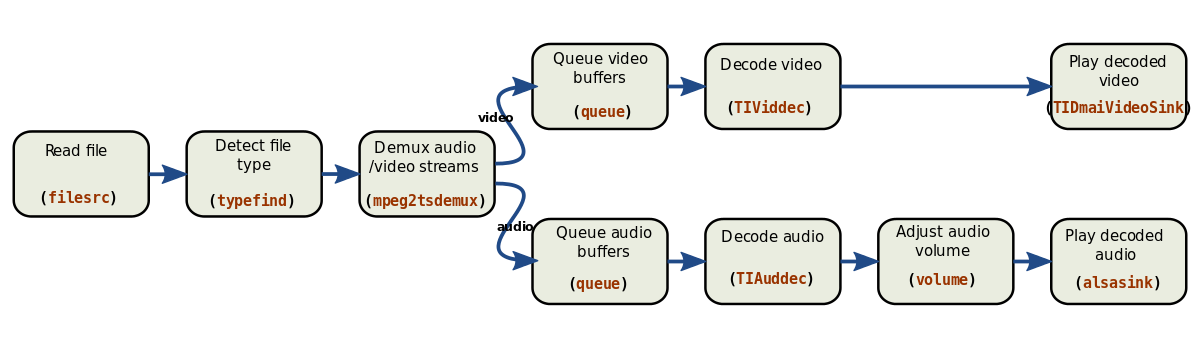 Read file
(filesrc)
Detect file
type
(typefind)
Demux audio
/video streams
(mpeg2tsdemux)
video
Queue video
buffers
(queue)
Decode video
(TIViddec)
Play decoded
video
(TIDmaiVideoSink)
audio
Queue audio
buffers
(queue)
Decode audio
(TIAuddec)
Adjust audio
volume
(volume)
Play decoded
audio
(alsasink)